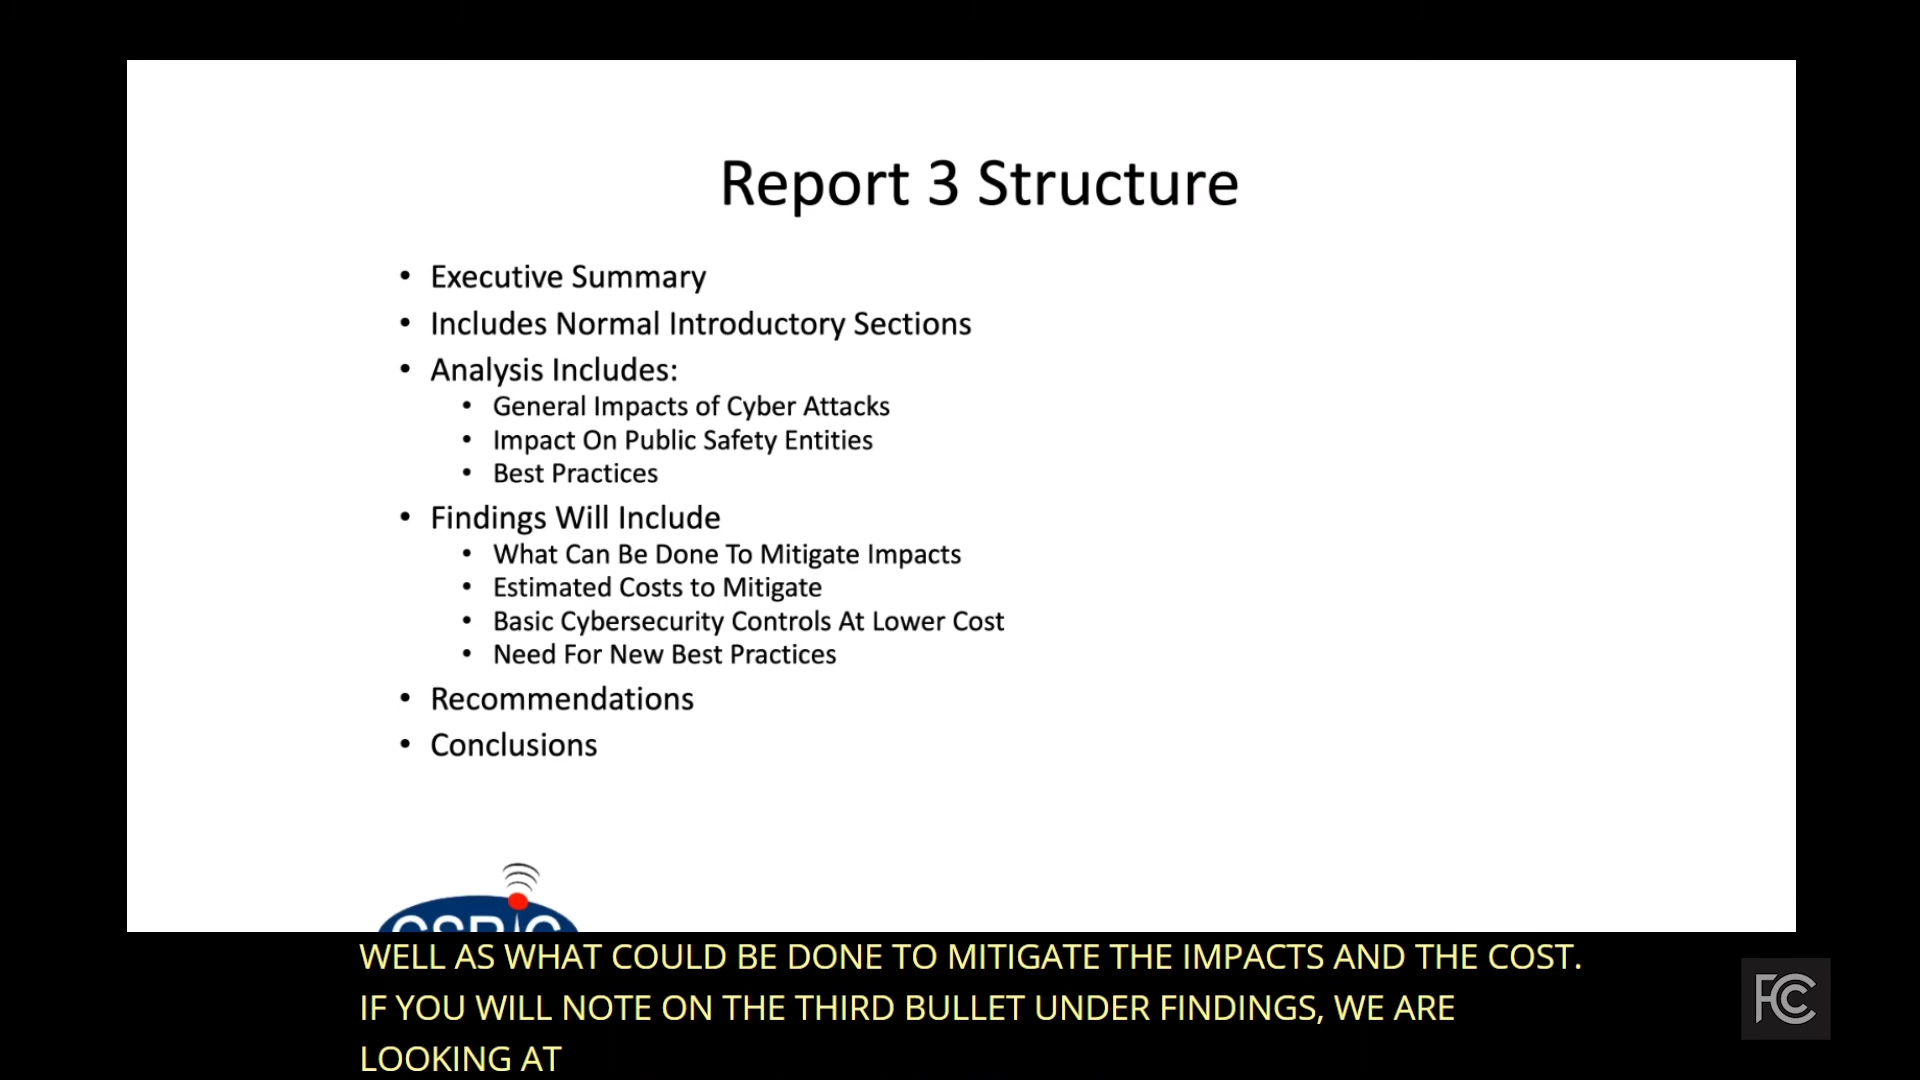 Report 3 Structure
• Executive Summary
• Includes Normal Introductory Sections
• Analysis Includes:
• General Impacts of Cyber Attacks
• Impact On Public Safety Entities
• Best Practices
• Findings Will Include
• What Can Be Done To Mitigate Impacts
• Estimated Costs to Mitigate
• Basic Cybersecurity Controls At Lower Cost
• Need For New Best Practices
• Recommendations
• Conclusions
CSRIC
WELL AS WHAT COULD BE DONE TO MITIGATE THE IMPACTS AND THE COST.
IF YOU WILL NOTE ON THE THIRD BULLET UNDER FINDINGS, WE ARE
LOOKING AT
FCC